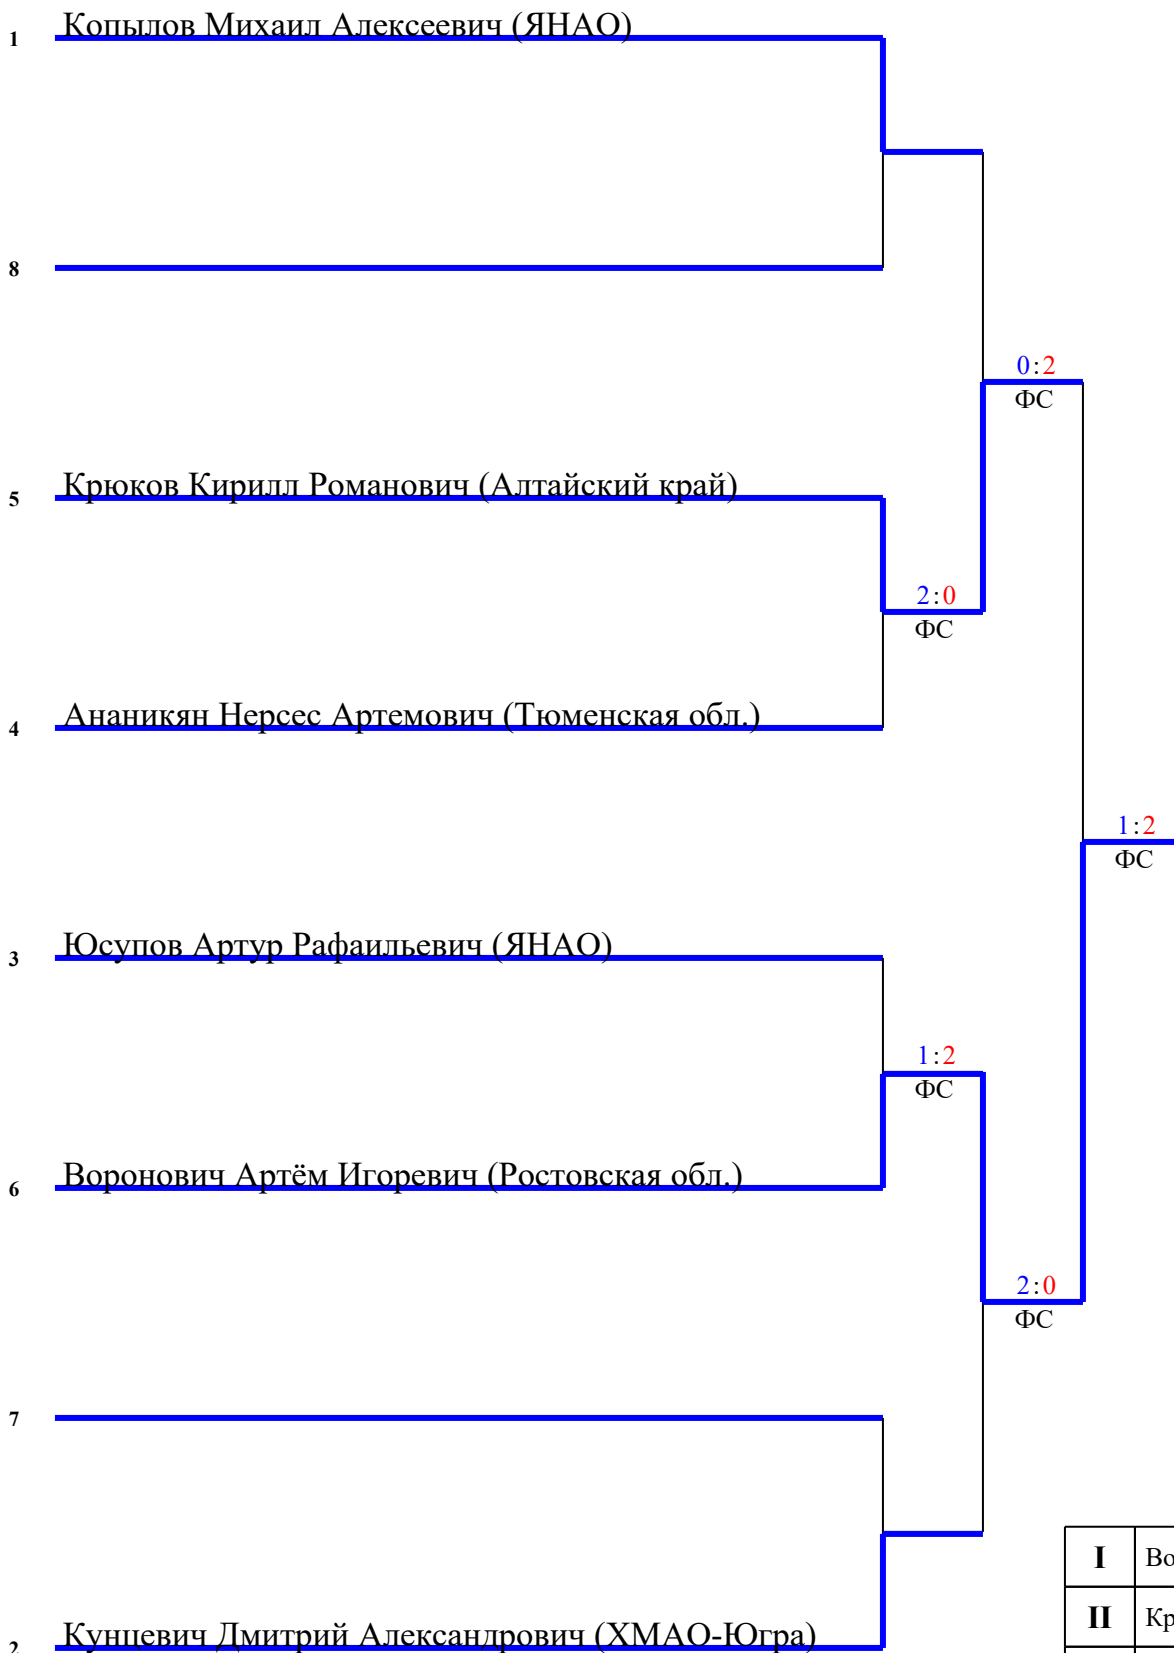 1 Копылов Михаил Алексеевич (ЯНАО)
8
0:2
ФС
5 Крюков Кирилл Романович (Алтайский край)
2:0
ФС
4 Ананикян Нерсес Артемович (Тюменская обл.)
1:2
ФС
3 Юсупов Артур Рафаильевич (ЯНАО)
1:2
ФС
6 Воронович Артём Игоревич (Ростовская обл.)
2:0
ФС
7
I Во
II Кр
2 Кунцевич Дмитрий Александрович (ХМАО-Югра)